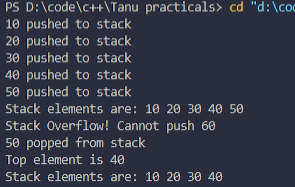 PS D:\code\c++\Tanu practicals> cd "d:\co
10 pushed to stack
20 pushed to stack
30 pushed to stack
40 pushed to stack
50 pushed to stack
Stack elements are: 10 20 30 40 50
Stack Overflow! Cannot push 60
50 popped from stack
Top element is 40
Stack elements are: 10 20 30 40